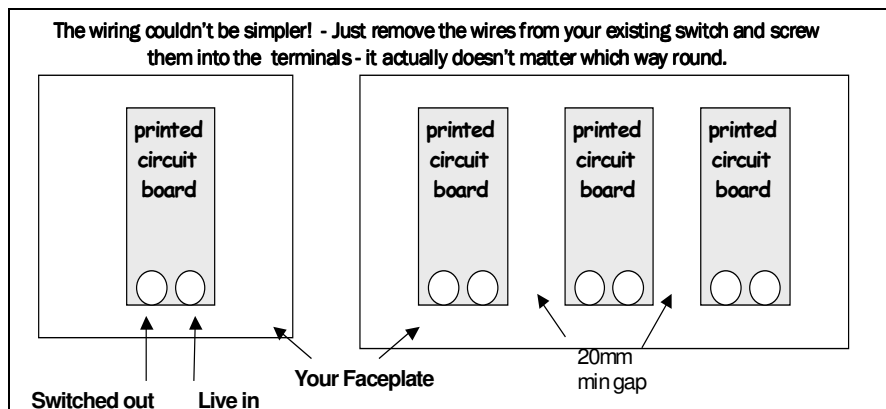 The wiring couldn't be simpler! - Just remove the wires from your existing switch and screw
them into the terminals - it actually doesn't matter which way round.
printed
circuit
board
printed
circuit
board
printed
circuit
board
printed
circuit
board
Switched out
Live in
Your Faceplate
20mm
min gap